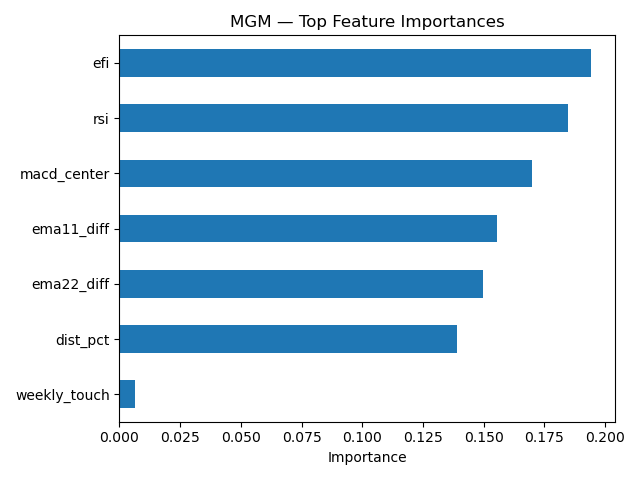 MGM — Top Feature Importances
efi
rsi
macd_center
ema11_diff
ema22_diff
dist_pct
weekly_touch
0.000 0.025 0.050 0.075 0.100 0.125 0.150 0.175 0.200
Importance